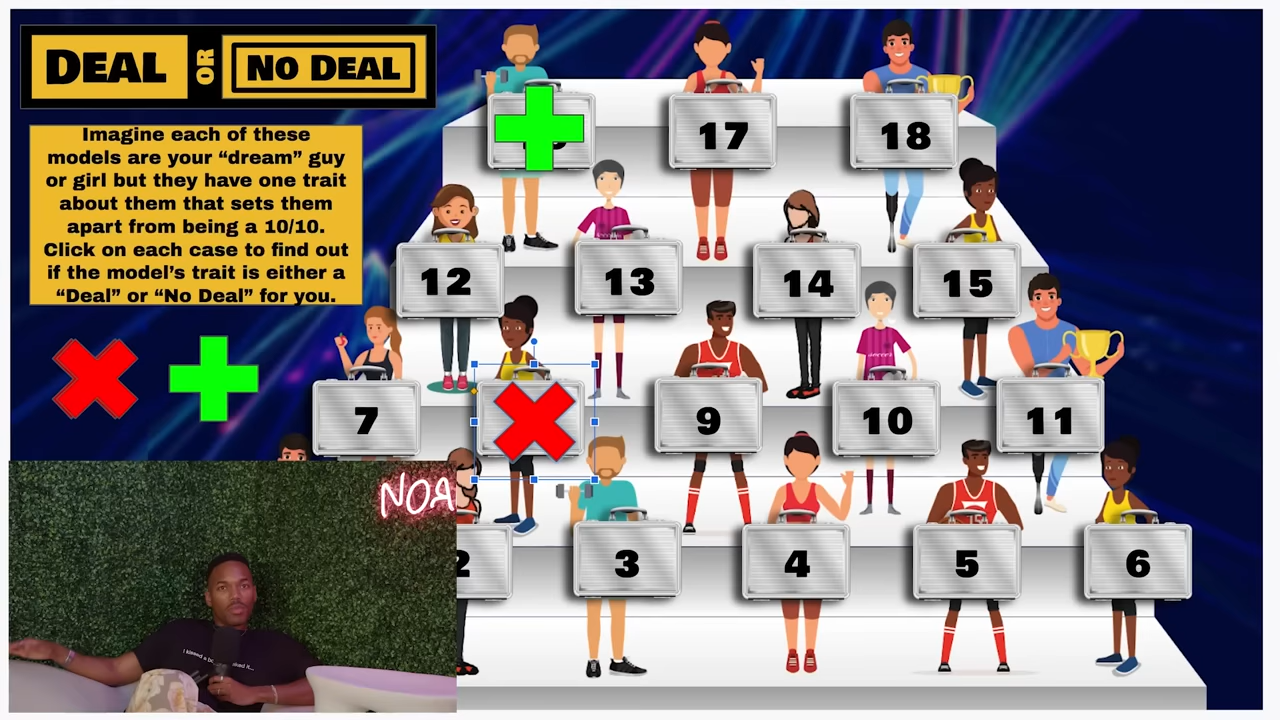 DEAL OR NO DEAL
Imagine each of these
models are your “dream” guy
or girl but they have one trait
about them that sets them
apart from being a 10/10.
Click on each case to find out
if the model’s trait is either a
“Deal” or “No Deal” for you.
17
18
12
13
14
15
7
9
10
11
NOA
2
3
4
5
6
I kissed a